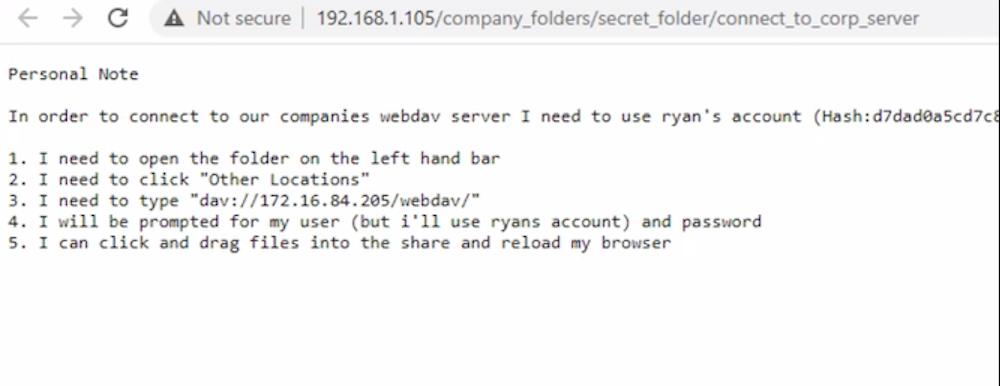 Not secure | 192.168.1.105/company_folders/secret_folder/connect_to_corp_server
Personal Note
In order to connect to our companies webdav server I need to use ryan's account (Hash:d7dad0a5cd7c8
1. I need to open the folder on the left hand bar
2. I need to click "Other Locations"
3. I need to type "dav://172.16.84.205/webdav/"
4. I will be prompted for my user (but i'll use ryans account) and password
5. I can click and drag files into the share and reload my browser